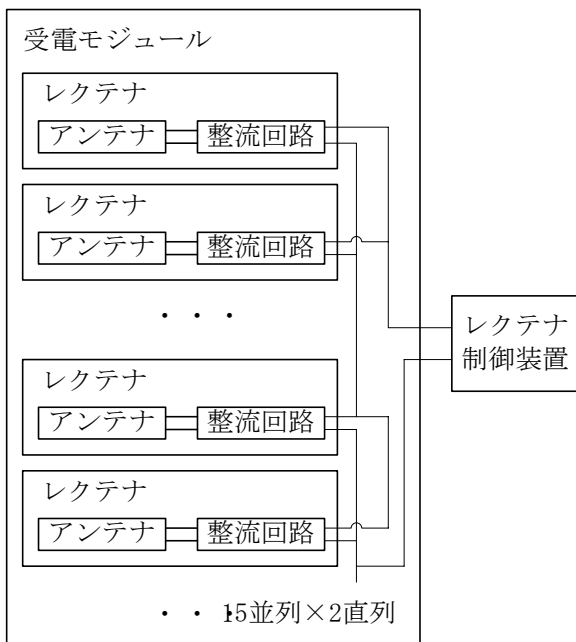 受電モジュール
レクテナ
アンテナ 整流回路
レクテナ
アンテナ 整流回路
・・・
レクテナ
制御装置
レクテナ
アンテナ 整流回路
レクテナ
アンテナ 整流回路
・・・15並列×2直列